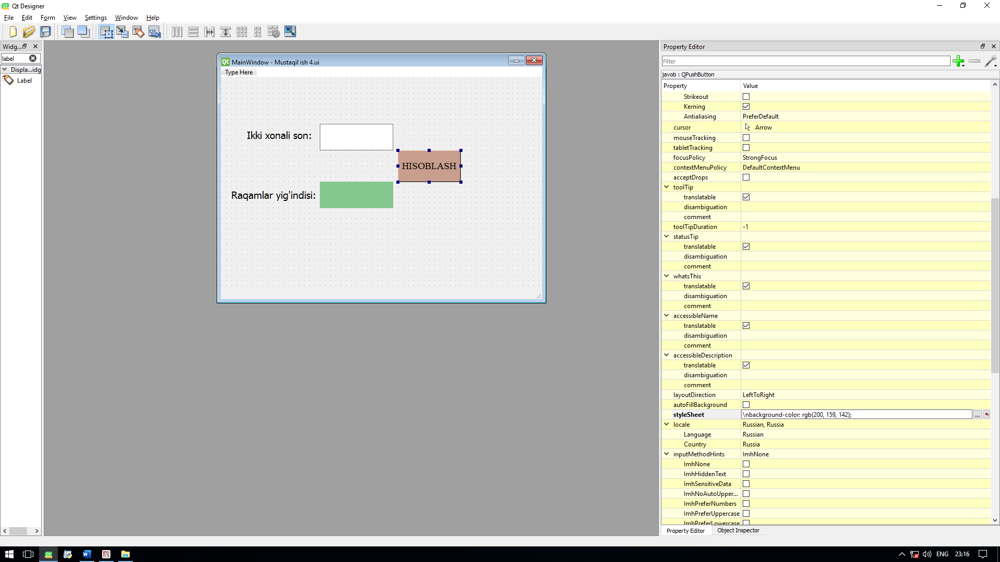 Qt Designer
File Edit Form View Settings Window Help
Widg...
label
Displa...idg
Label
Qt MainWindow - Mustaqil ish 4.ui
Type Here
Ikki xonali son:
HISOBLASH
Raqamlar yig'indisi:
Property Editor
Filter
javob : QPushButton
Property Value
Strikeout
Kerning
Antialiasing PreferDefault
cursor Arrow
mouseTracking
tabletTracking
focusPolicy StrongFocus
contextMenuPolicy DefaultContextMenu
acceptDrops
toolTip
translatable
disambiguation
comment
toolTipDuration -1
statusTip
translatable
disambiguation
comment
whatsThis
translatable
disambiguation
comment
accessibleName
translatable
disambiguation
comment
accessibleDescription
translatable
disambiguation
comment
layoutDirection LeftToRight
autoFillBackground
styleSheet \nbackground-color: rgb(200, 159, 142); ...
locale Russian, Russia
Language Russian
Country Russia
inputMethodHints ImhNone
ImhNone
ImhHiddenText
ImhSensitiveData
ImhNoAutoUpper...
ImhPreferNumbers
ImhPreferUppercase
ImhPreferLowercase
Property Editor Object Inspector
ENG 23:16